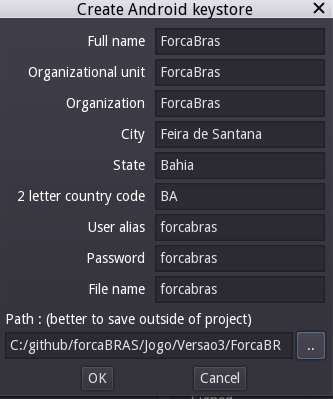 Create Android keystore
Full name ForcaBras
Organizational unit ForcaBras
Organization ForcaBras
City Feira de Santana
State Bahia
2 letter country code BA
User alias forcabras
Password forcabras
File name forcabras
Path : (better to save outside of project)
C:/github/forcaBRAS/Jogo/Versao3/ForcaBR ..
OK Cancel